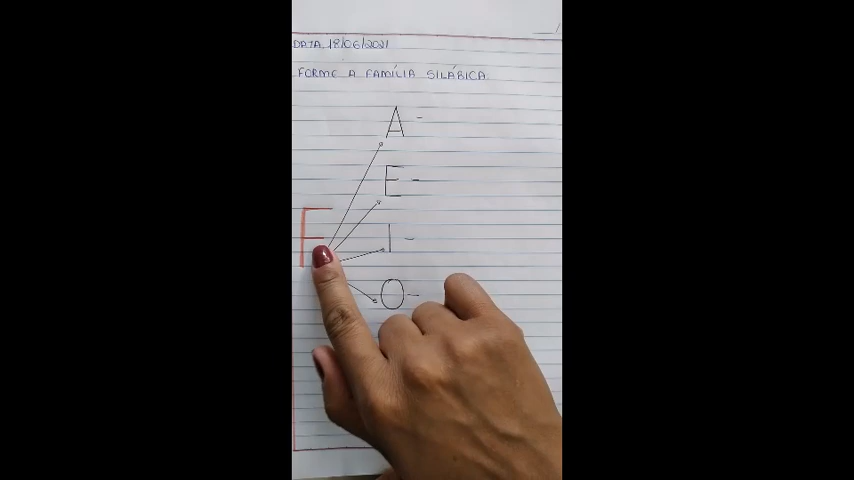 DATA, 18/06/2021
FORME A FAMÍLIA SILÁBICA
A -
E -
F
I -
O -